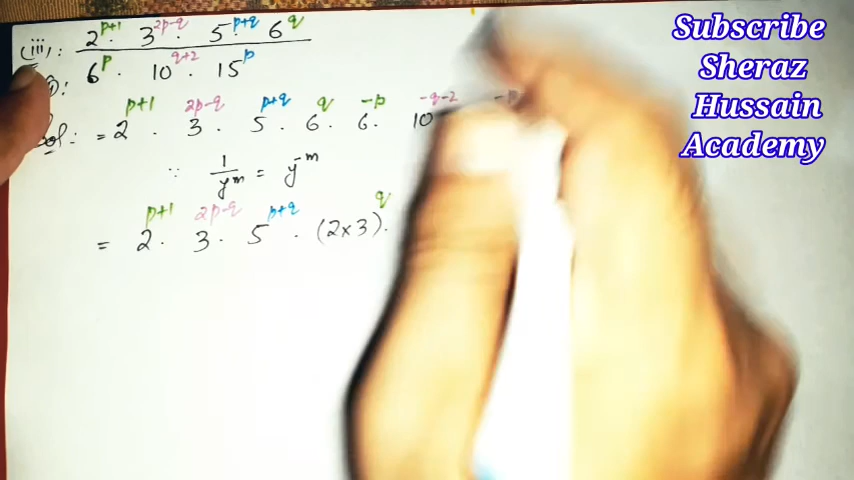 (iii): 2^{p+1} · 3^{2p-q} · 5^{p+q} · 6^q
6^p · 10^{q+2} · 15^p
= 2^{p+1} · 3^{2p-q} · 5^{p+q} · 6^q · 6^{-p} · 10^{-q-2}
∵ 1/y^m = y^{-m}
= 2^{p+1} · 3^{2p-q} · 5^{p+q} · (2×3)^q ·
Subscribe
Sheraz
Hussain
Academy